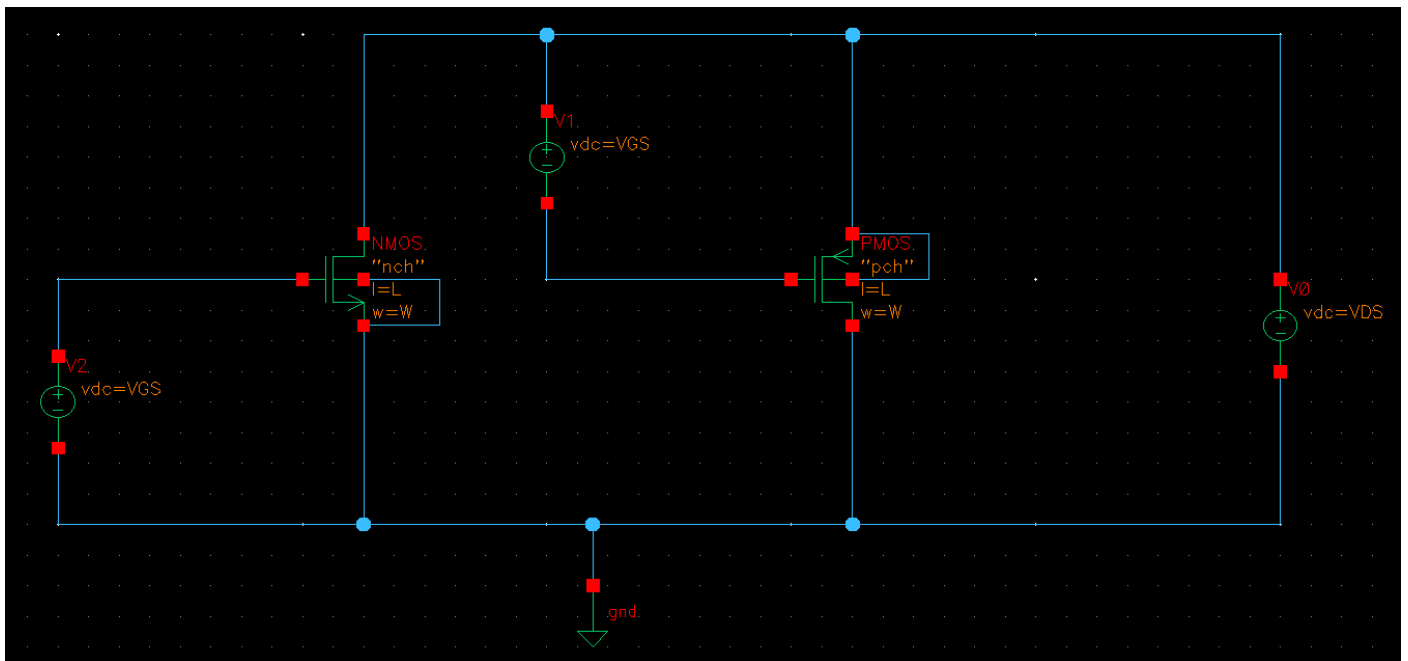 V1
vdc=VGS
NMOS
"nch"
l=L
w=W
PMOS
"pch"
l=L
w=W
V0
vdc=VDS
V2
vdc=VGS
gnd